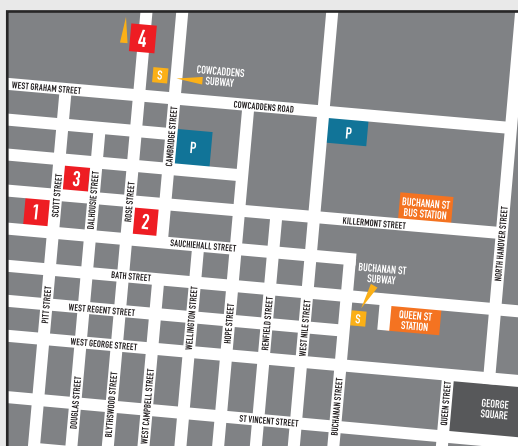 4
S
COWCADDENS
SUBWAY
WEST GRAHAM STREET
COWCADDENS ROAD
CAMBRIDGE STREET
P
P
3
SCOTT STREET
DALHOUSIE STREET
ROSE STREET
1
2
BUCHANAN ST
BUS STATION
KILLERMONT STREET
NORTH HANOVER STREET
SAUCHIEHALL STREET
BUCHANAN ST
SUBWAY
BATH STREET
PITT STREET
WEST REGENT STREET
WELLINGTON STREET
HOPE STREET
RENFIELD STREET
WEST NILE STREET
S
QUEEN ST
STATION
WEST GEORGE STREET
DOUGLAS STREET
BLYTHSWOOD STREET
WEST CAMPBELL STREET
ST VINCENT STREET
BUCHANAN STREET
QUEEN STREET
GEORGE
SQUARE